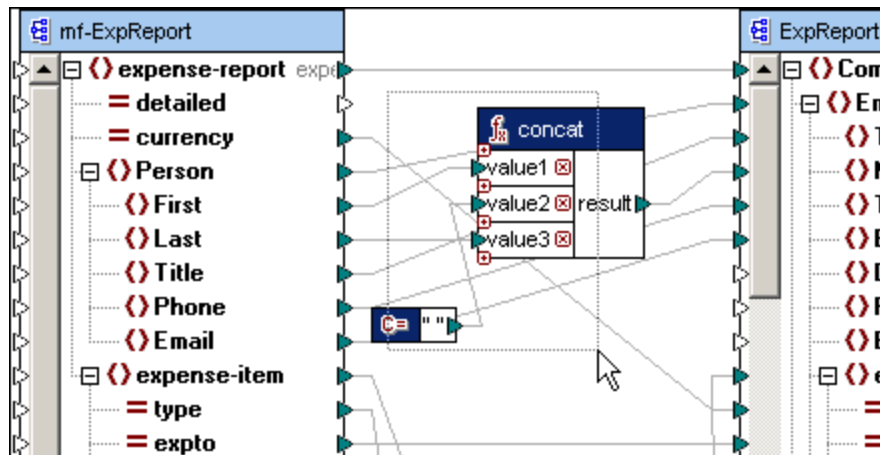 mf-ExpReport
expense-report expe
detailed
currency
Person
First
Last
Title
Phone
Email
expense-item
type
expto
concat
value1
value2 result
value3
C= " "
ExpReport
Com